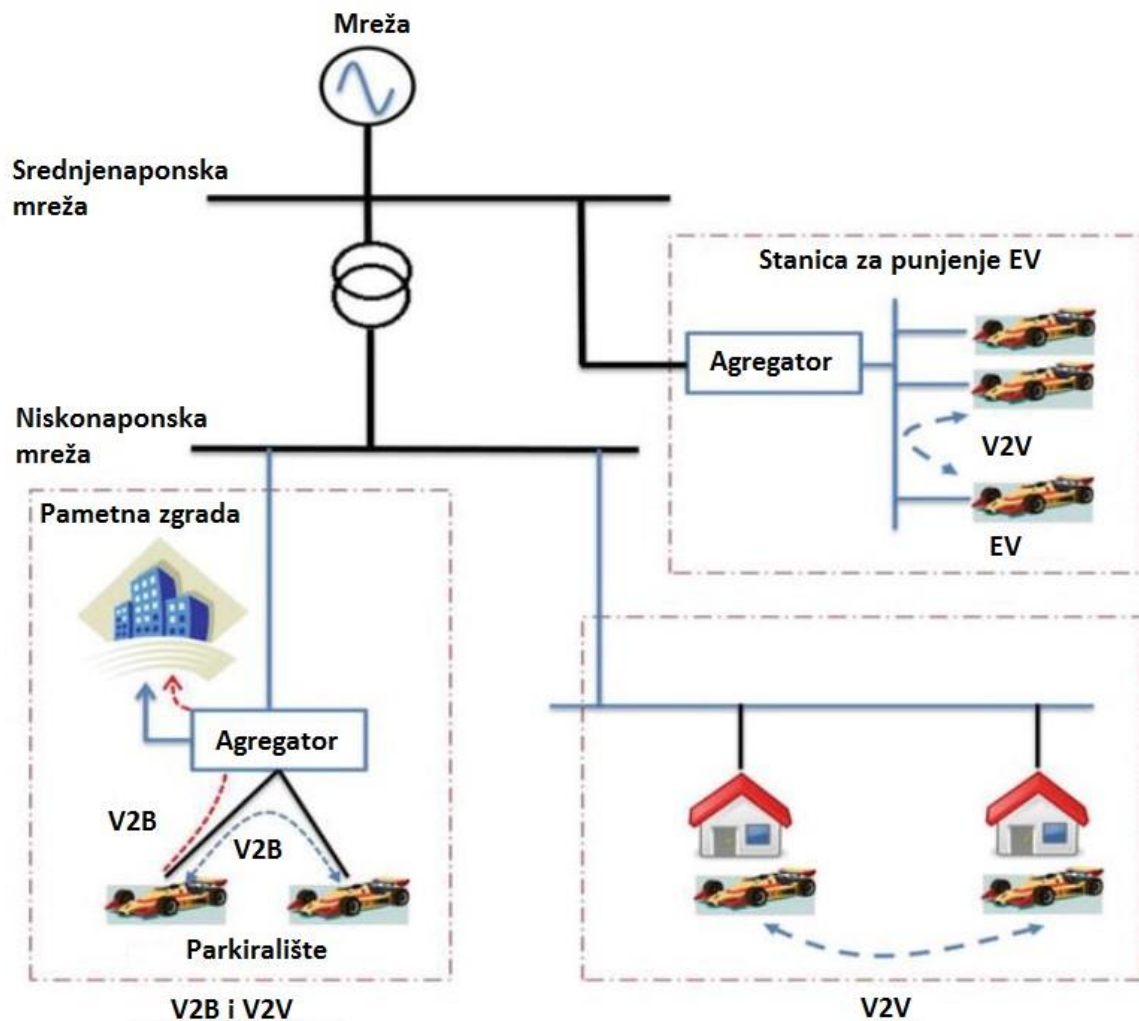 Mreža
Srednjenaponska
mreža
Stanica za punjenje EV
Agregator
V2V
EV
Niskonaponska
mreža
Pametna zgrada
Agregator
V2B
V2B
Parkiralište
V2B i V2V
V2V